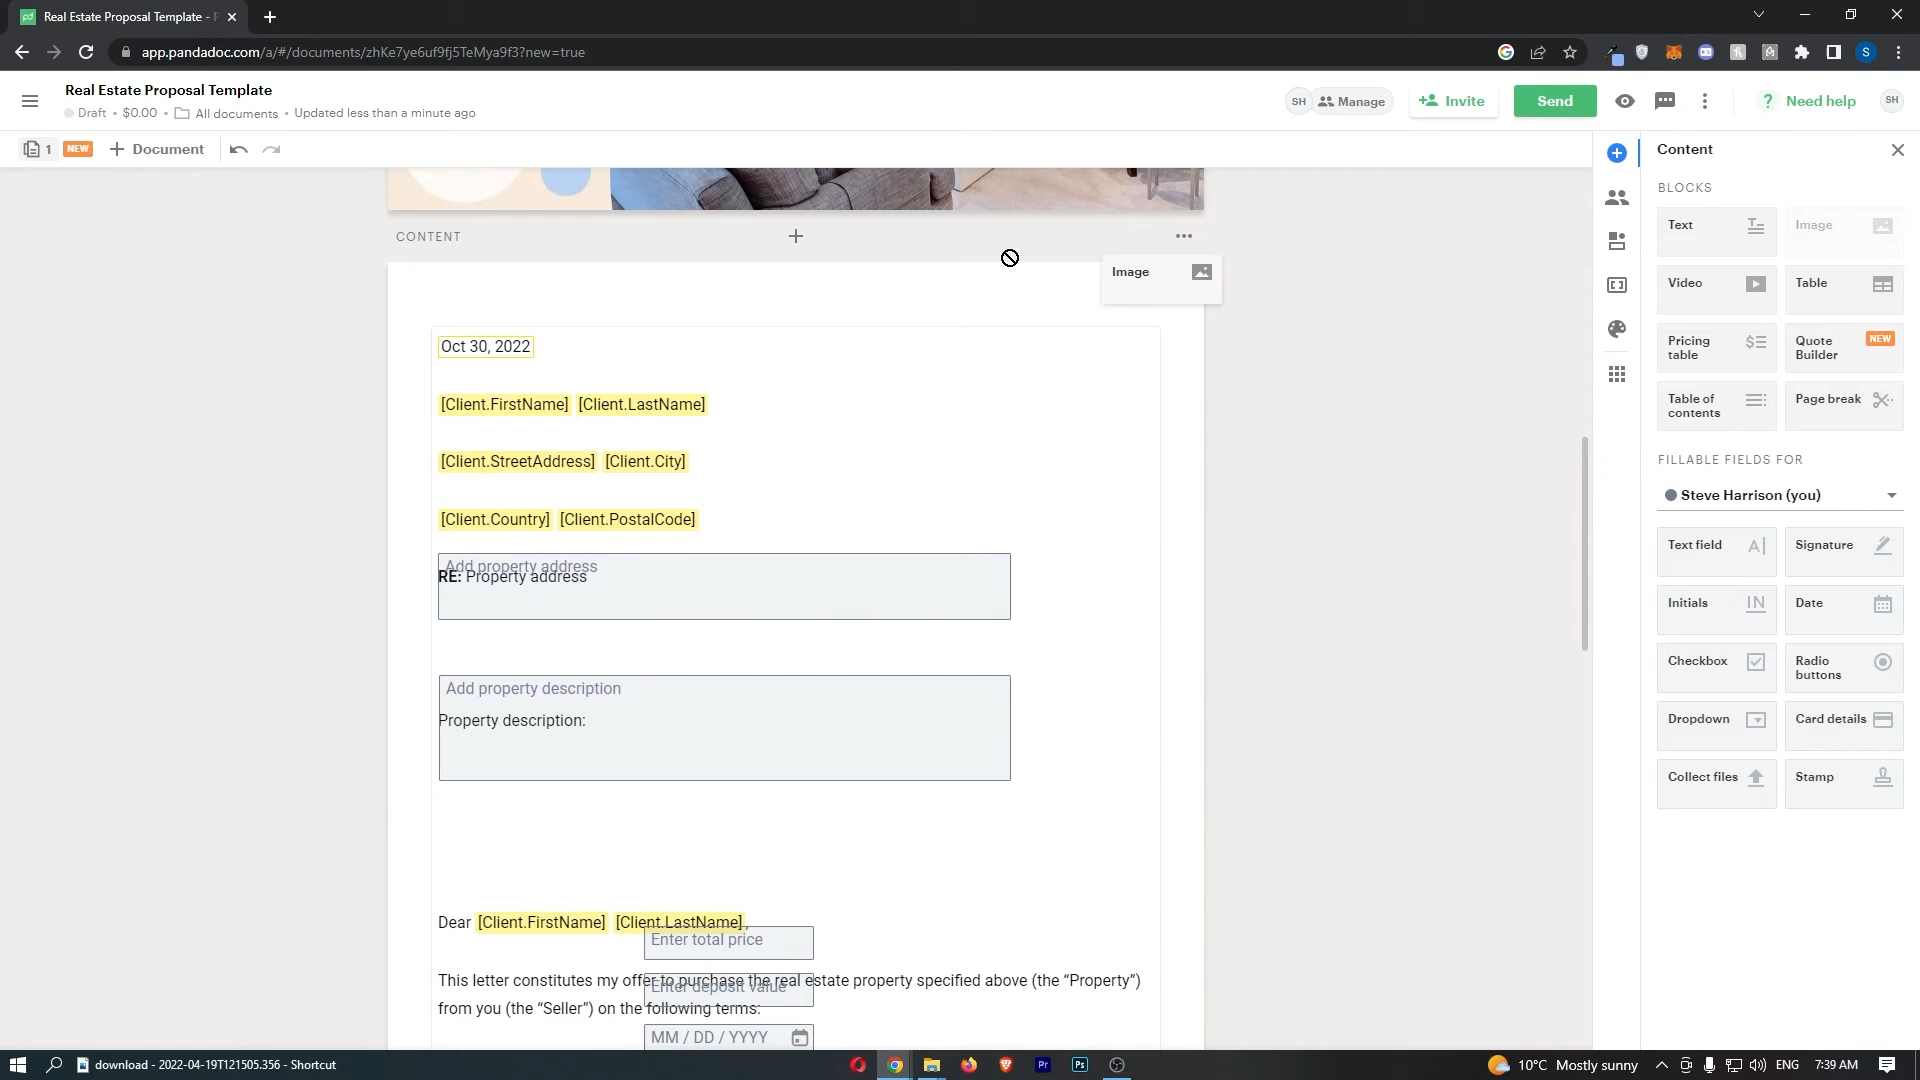 Real Estate Proposal Template - P
app.pandadoc.com/a/#/documents/zhKe7ye6uf9fj5TeMya9f3?new=true
S
Real Estate Proposal Template
Draft • $0.00 • All documents • Updated less than a minute ago
SH
Manage
Invite
Send
? Need help
SH
1
NEW
Document
Content
BLOCKS
Text
Image
Video
Table
Pricing table
Quote Builder
NEW
Table of contents
Page break
FILLABLE FIELDS FOR
Steve Harrison (you)
Text field
Signature
Initials
IN
Date
Checkbox
Radio buttons
Dropdown
Card details
Collect files
Stamp
CONTENT
Image
Oct 30, 2022
[Client.FirstName] [Client.LastName]
[Client.StreetAddress] [Client.City]
[Client.Country] [Client.PostalCode]
Add property address
RE: Property address
Add property description
Property description:
Dear [Client.FirstName] [Client.LastName],
Enter total price
This letter constitutes my offer to purchase the real estate property specified above (the “Property”)
Enter deposit value
from you (the “Seller”) on the following terms:
MM / DD / YYYY
download - 2022-04-19T121505.356 - Shortcut
Pr
Ps
10°C Mostly sunny
ENG
7:39 AM